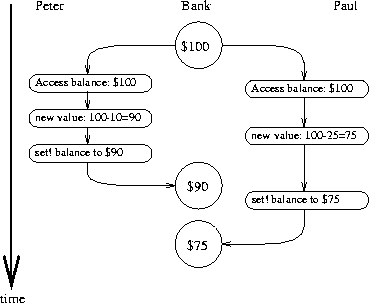 Peter Bank Paul
$100
Access balance: $100
Access balance: $100
new value: 100-10=90
new value: 100-25=75
set! balance to $90
$90
set! balance to $75
$75
time